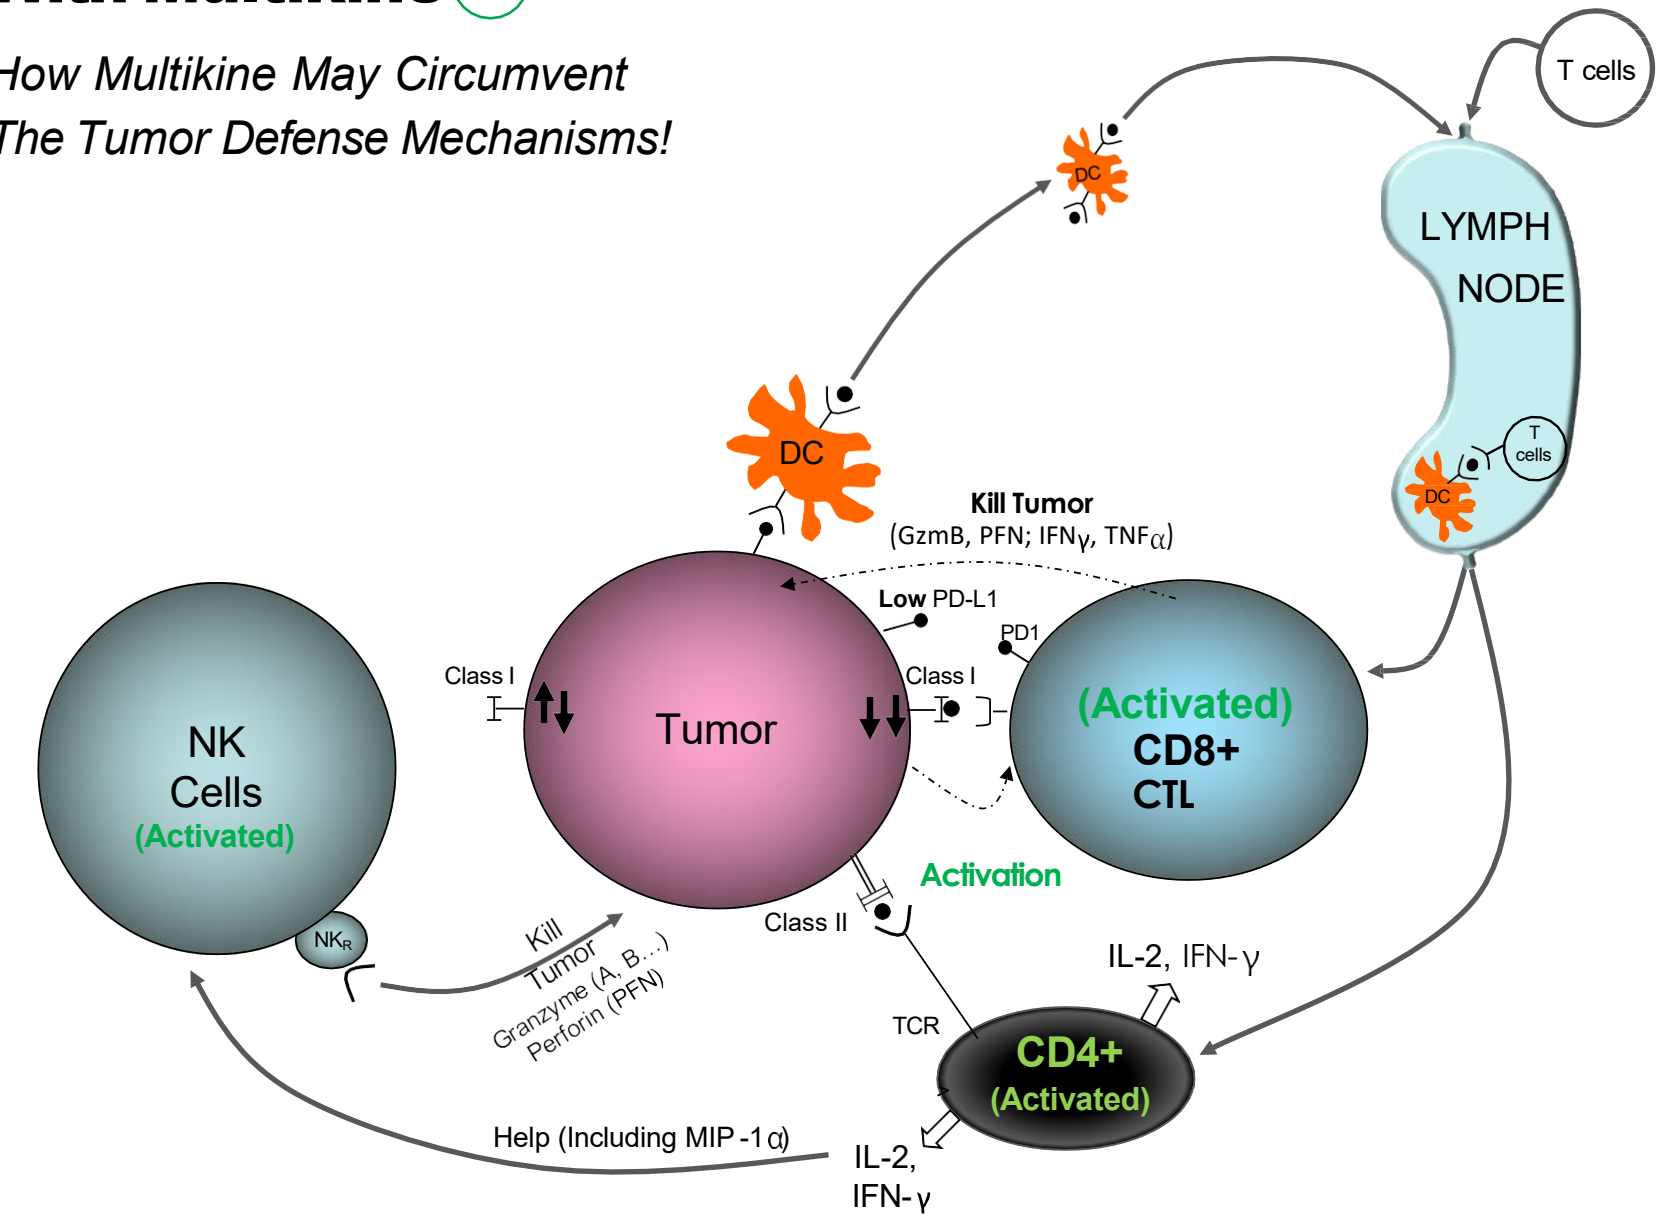 How Multikine May Circumvent
The Tumor Defense Mechanisms!
T cells
DC
LYMPH
NODE
DC
T
cells
DC
Kill Tumor
(GzmB, PFN; IFNγ, TNFα)
Low PD-L1
PD1
Class I
Class I
Tumor
(Activated)
CD8+
CTL
NK
Cells
(Activated)
NKR
Activation
Class II
Kill
Tumor
Granzyme (A, B...)
Perforin (PFN)
IL-2, IFN-γ
TCR
CD4+
(Activated)
Help (Including MIP-1α)
IL-2,
IFN-γ